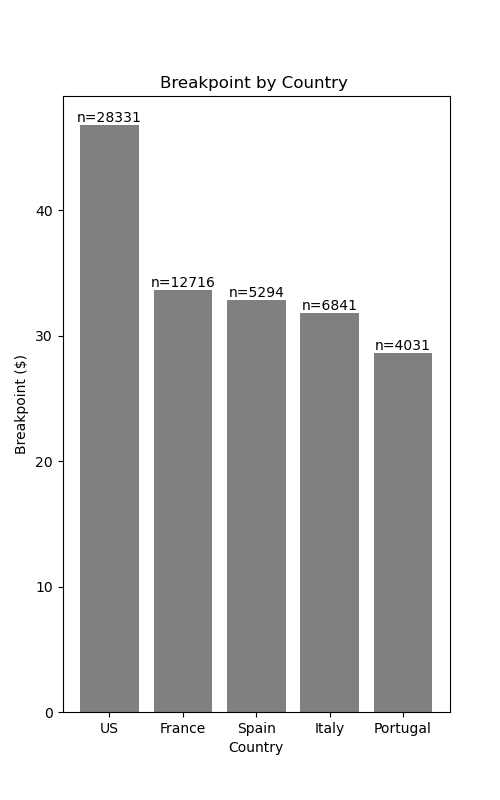 Breakpoint by Country
n=28331
n=12716
n=5294
n=6841
n=4031
40
30
20
10
0
Breakpoint ($)
US France Spain Italy Portugal
Country